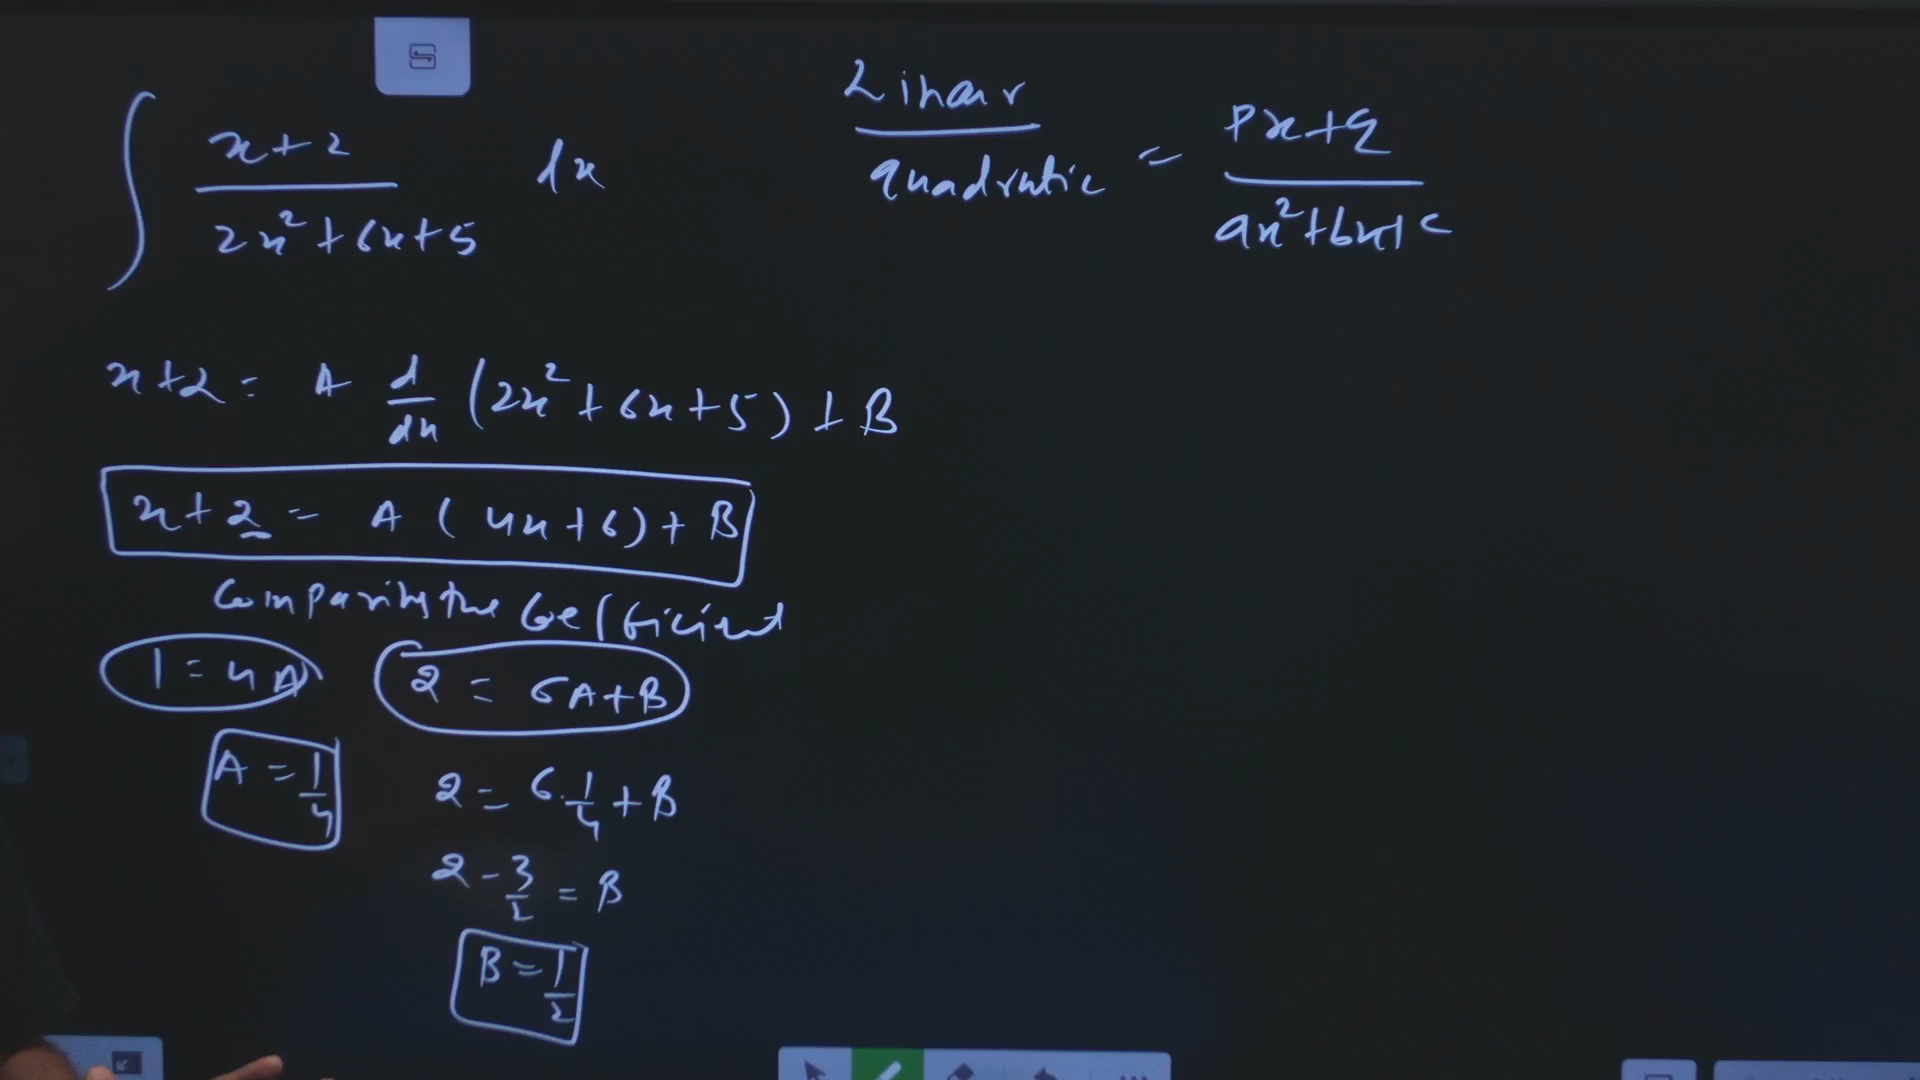 ∫ (x+2)/(2x²+6x+5) dx
Linear/quadratic = (px+q)/(ax²+bx+c)
x+2 = A d/dx (2x²+6x+5) + B
x+2 = A (4x+6) + B
Comparing the Coefficient
1 = 4A    2 = 6A+B
A = 1/4    2 = 6·1/4 + B
2 - 3/2 = B
B = 1/2